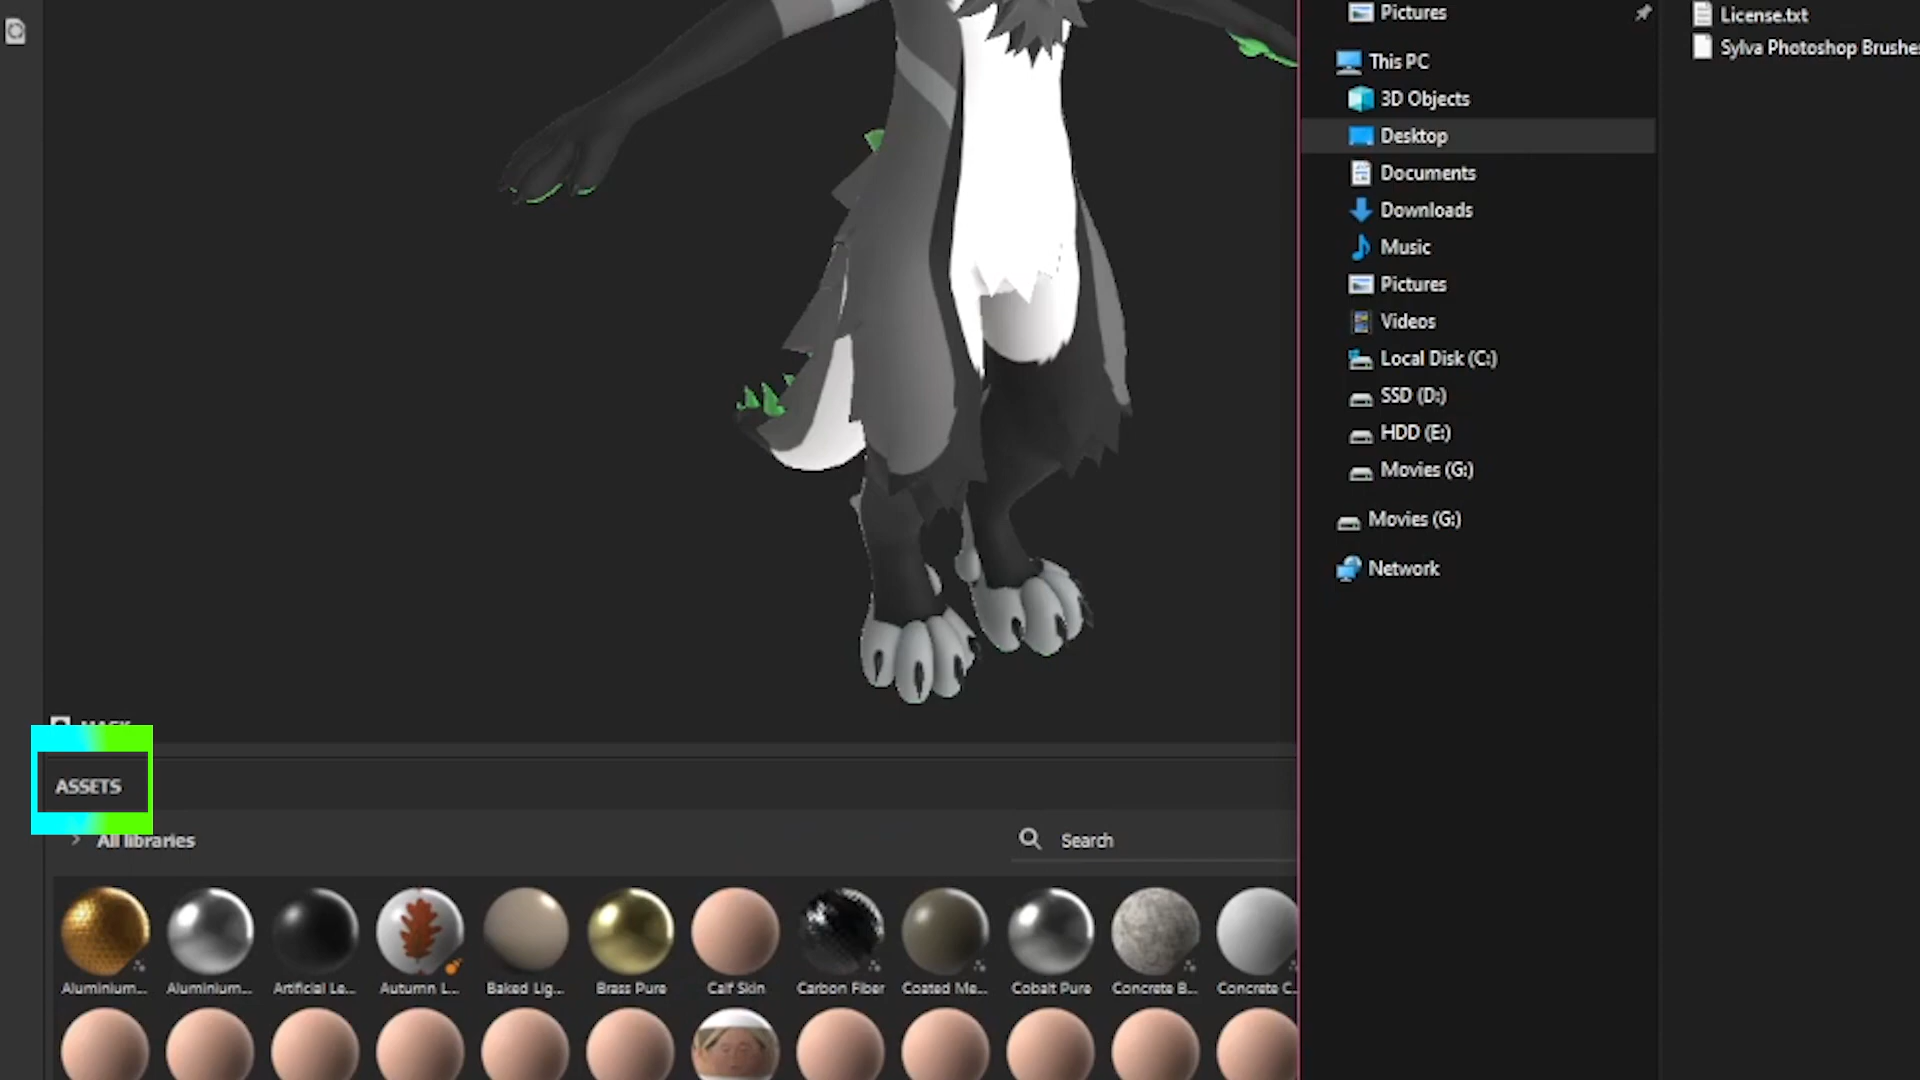 Pictures
This PC
3D Objects
Desktop
Documents
Downloads
Music
Pictures
Videos
Local Disk (C:)
SSD (D:)
HDD (E:)
Movies (G:)
Movies (G:)
Network
License.txt
Sylva Photoshop Brushes
MASK
ASSETS
All libraries
Search
Aluminium...
Aluminium...
Artificial Le...
Autumn L...
Baked Lig...
Brass Pure
Calf Skin
Carbon Fiber
Coated Me...
Cobalt Pure
Concrete B...
Concrete C...